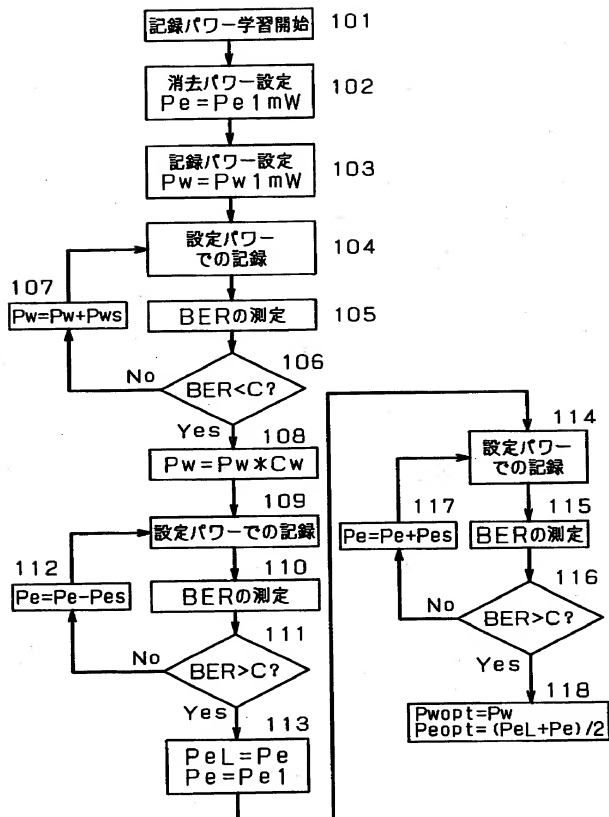 記録パワー学習開始
101
消去パワー設定
Pe=Pe1mW
102
記録パワー設定
Pw=Pw1mW
103
設定パワー
での記録
104
107
Pw=Pw+Pws
BERの測定
105
106
BER<C?
No
Yes
108
Pw=Pw*Cw
109
設定パワーでの記録
110
112
Pe=Pe-Pes
BERの測定
111
BER>C?
No
Yes
113
PeL=Pe
Pe=Pe1
114
設定パワー
での記録
117
115
Pe=Pe+Pes
BERの測定
116
BER>C?
No
Yes
118
Pwopt=Pw
Peopt=(PeL+Pe)/2